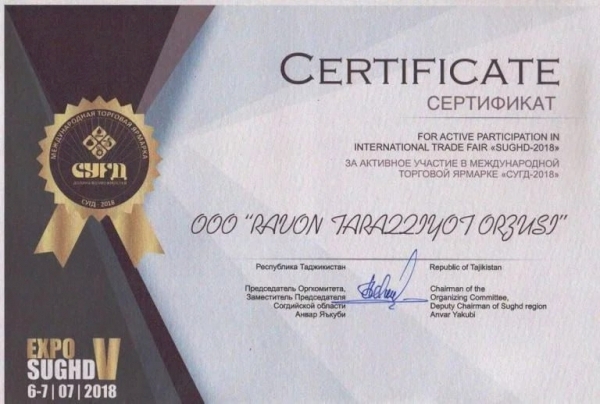 CERTIFICATE
СЕРТИФИКАТ
FOR ACTIVE PARTICIPATION IN
INTERNATIONAL TRADE FAIR «SUGHD-2018»
ЗА АКТИВНОЕ УЧАСТИЕ В МЕЖДУНАРОДНОЙ
ТОРГОВОЙ ЯРМАРКЕ «СУГД-2018»
МЕЖДУНАРОДНАЯ ТОРГОВАЯ ЯРМАРКА
СУҒД
СУГД - 2018
ООО "RAVON TARAZZIYOT ORZUSI"
Республика Таджикистан
Republic of Tajikistan
Председатель Оргкомитета,
Заместитель Председателя
Согдийской области
Анвар Яъкуби
Chairman of the
Organizing Committee,
Deputy Chairman of Sughd region
Anvar Yakubi
EXPO
SUGHD V
6-7 | 07 | 2018